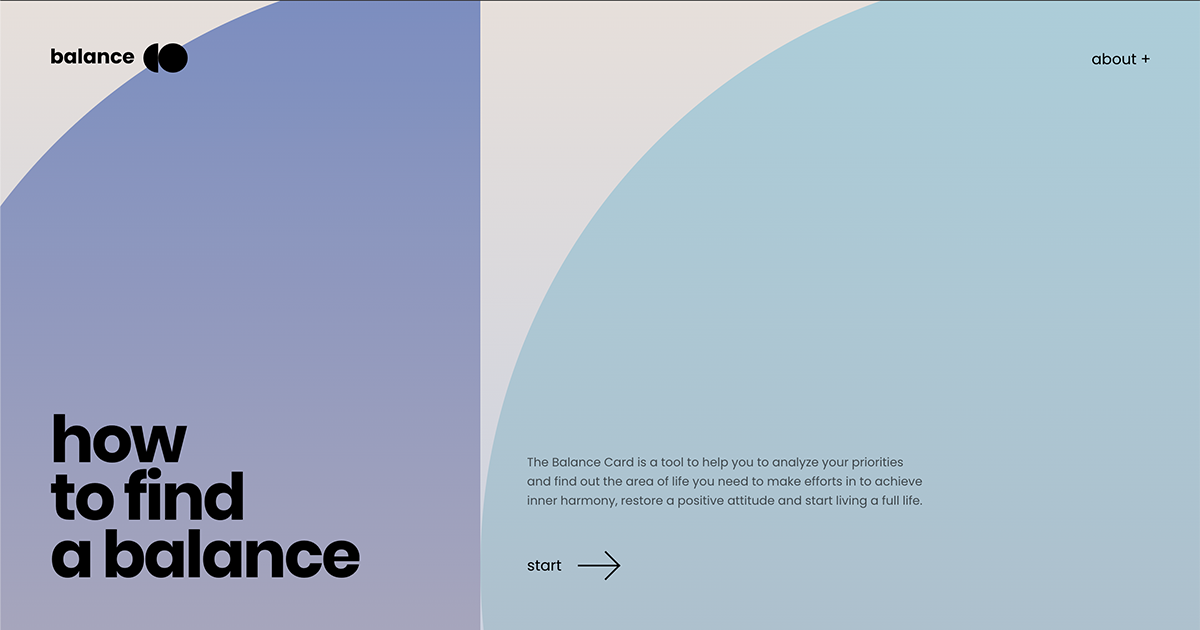 balance
about +
how
to find
a balance
The Balance Card is a tool to help you to analyze your priorities
and find out the area of life you need to make efforts in to achieve
inner harmony, restore a positive attitude and start living a full life.
start